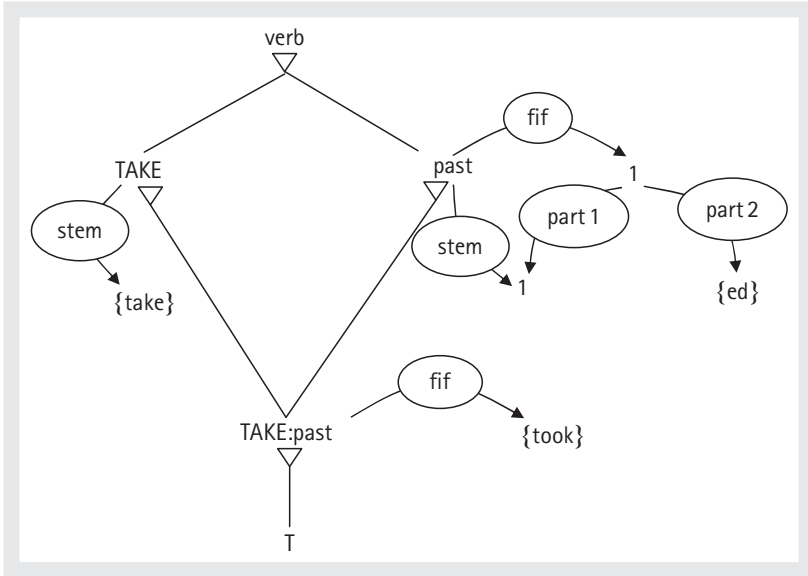 verb
fif
TAKE
past
1
stem
part 1
part 2
stem
{take}
1
{ed}
fif
TAKE:past
{took}
T